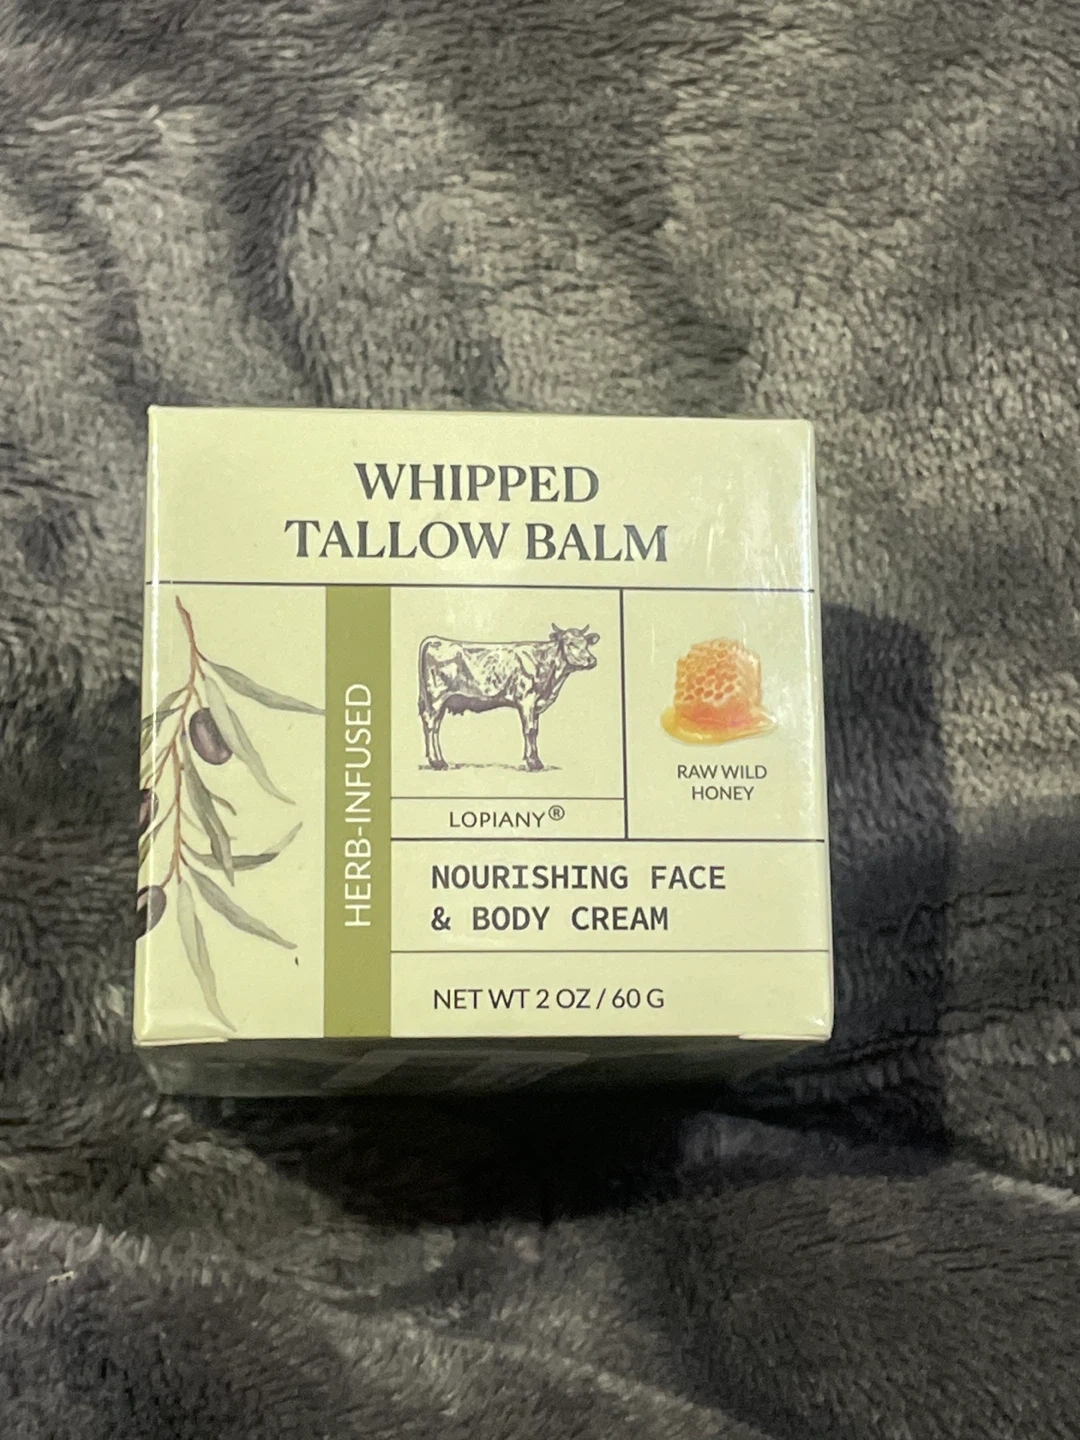 WHIPPED
TALLOW BALM
HERB-INFUSED
LOPIANY®
RAW WILD
HONEY
NOURISHING FACE
& BODY CREAM
NET WT 2 OZ / 60 G